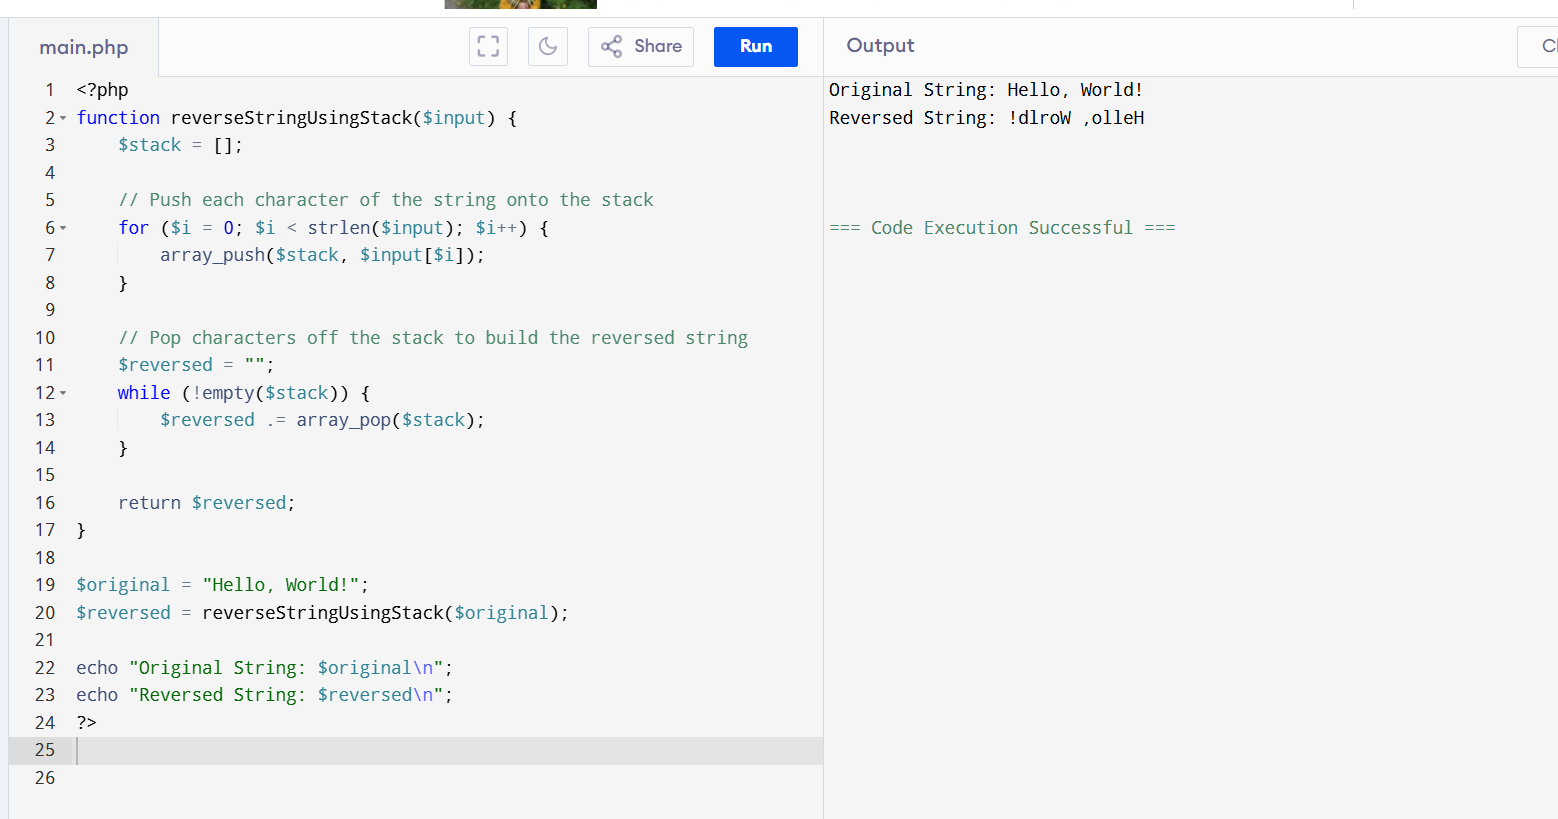 main.php
Share
Run
Output
1 <?php
2 function reverseStringUsingStack($input) {
3     $stack = [];
4
5     // Push each character of the string onto the stack
6     for ($i = 0; $i < strlen($input); $i++) {
7         array_push($stack, $input[$i]);
8     }
9
10     // Pop characters off the stack to build the reversed string
11     $reversed = "";
12     while (!empty($stack)) {
13         $reversed .= array_pop($stack);
14     }
15
16     return $reversed;
17 }
18
19 $original = "Hello, World!";
20 $reversed = reverseStringUsingStack($original);
21
22 echo "Original String: $original\n";
23 echo "Reversed String: $reversed\n";
24 ?>
25
26
Original String: Hello, World!
Reversed String: !dlroW ,olleH
=== Code Execution Successful ===